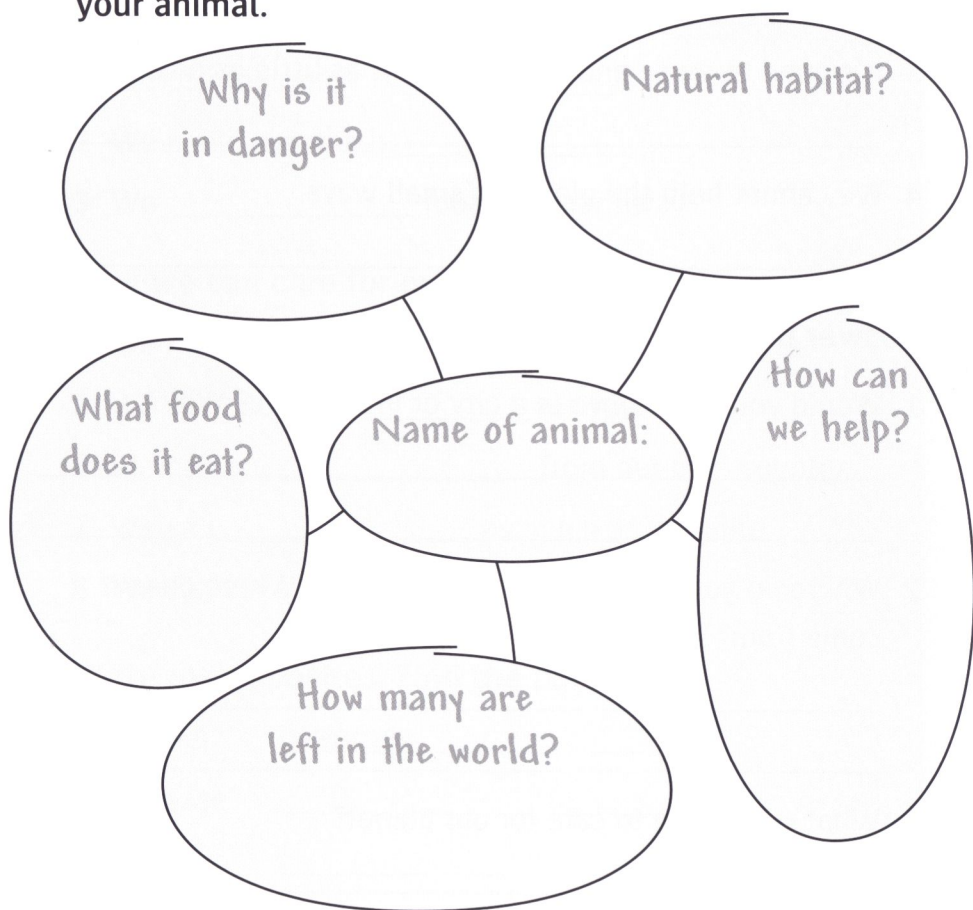 your animal.
Why is it
in danger?
Natural habitat?
What food
does it eat?
Name of animal:
How can
we help?
How many are
left in the world?